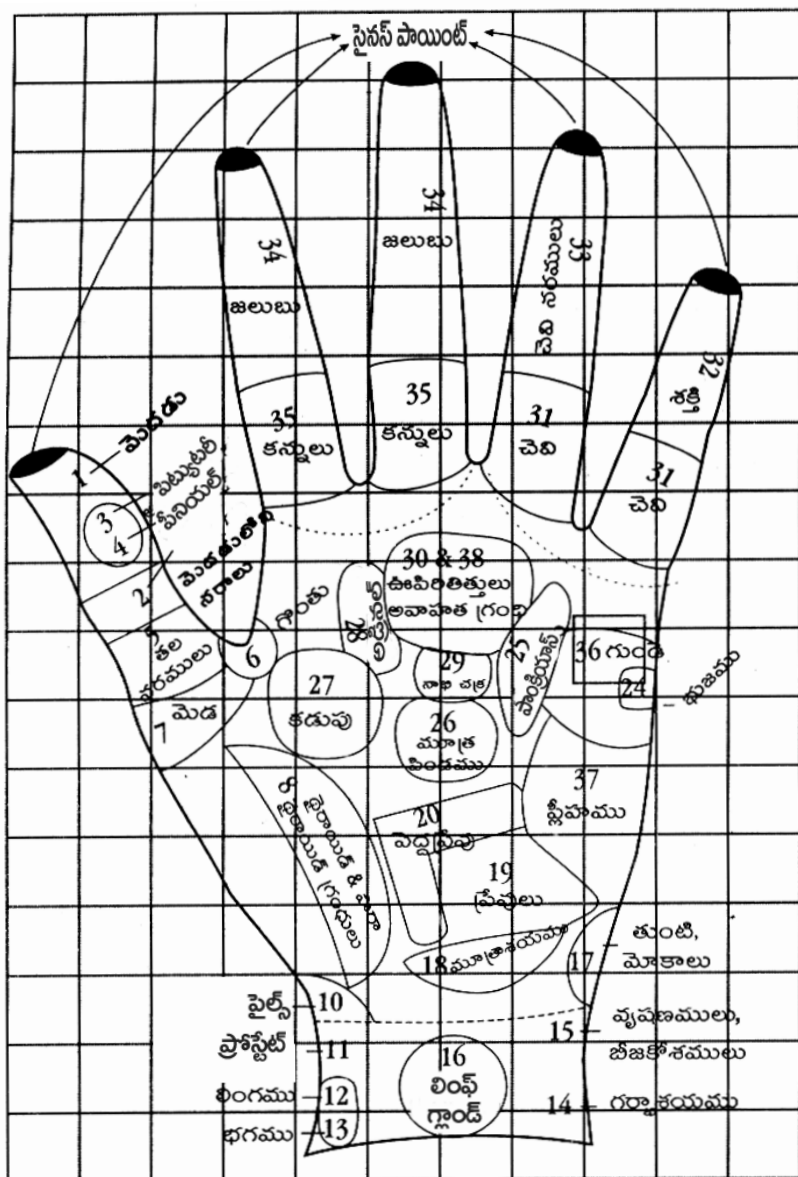 సైనస్ పాయింట్
34
జలుబు
34
జలుబు
33
చెవి నరములు
32
శక్తి
35
కన్నులు
35
కన్నులు
31
చెవి
31
చెవి
1
మెదడు
3 పిట్యుటరీ
4 పీనియల్
2
మెదడులోని
నరాలు
5
తల
నరములు
6
గొంతు
7
మెడ
28
30 & 38
ఊపిరితిత్తులు
అవాహత గ్రంధి
29
నాభి చక్ర
25
పాంక్రియాస్
36 గుండె
24
భుజము
27
కడుపు
26
మూత్ర
పిండము
37
ప్లీహము
8
థైరాయిడ్ & పారా
థైరాయిడ్ గ్రంధులు
20
పెద్దప్రేవు
19
ప్రేవులు
18 మూత్రాశయము
17
తుంటి,
మోకాలు
పైల్స్ 10
ప్రోస్టేట్ 11
లింగము 12
భగము 13
16
లింఫ్
గ్లాండ్
15
వృషణములు,
బీజకోశములు
14 గర్భాశయము